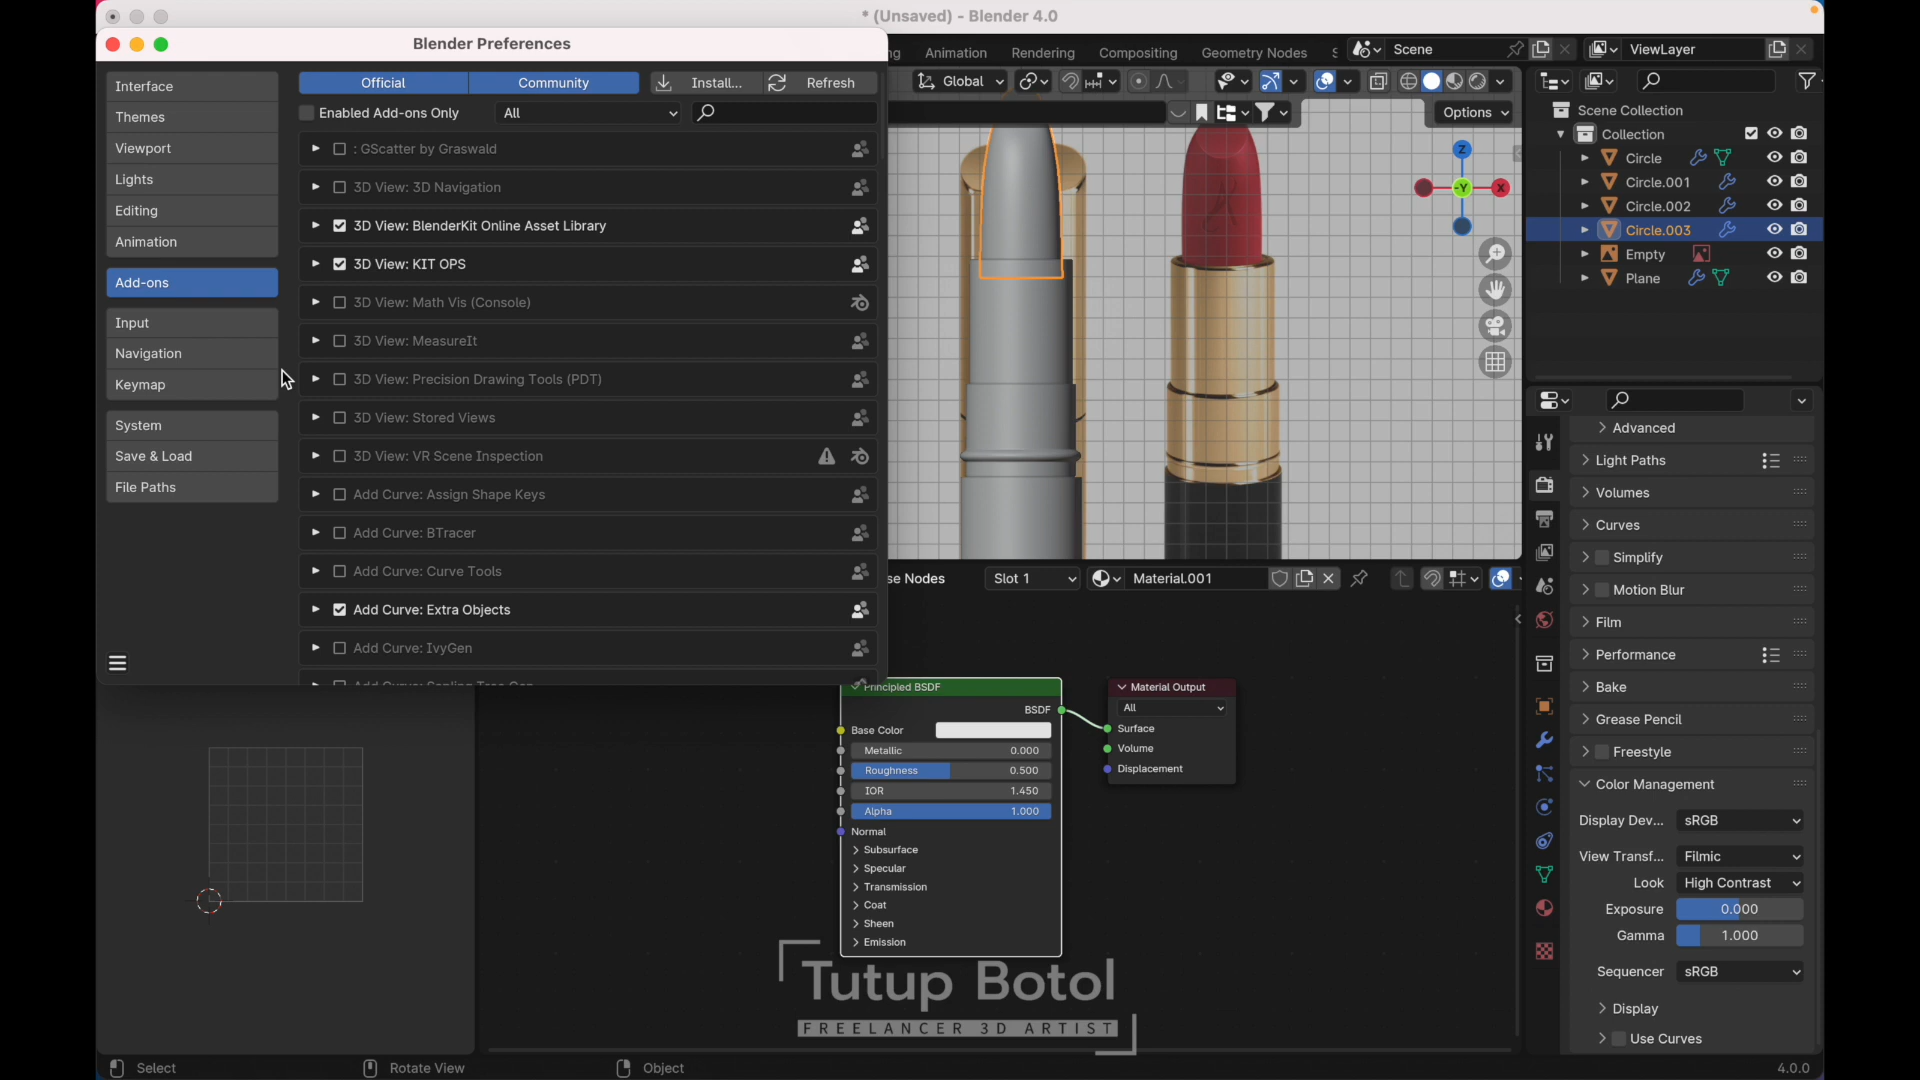 * (Unsaved) - Blender 4.0
Blender Preferences
Interface
Themes
Viewport
Lights
Editing
Animation
Add-ons
Input
Navigation
Keymap
System
Save & Load
File Paths
Official
Community
Install...
Refresh
Enabled Add-ons Only
All
: GScatter by Graswald
3D View: 3D Navigation
3D View: BlenderKit Online Asset Library
3D View: KIT OPS
3D View: Math Vis (Console)
3D View: MeasureIt
3D View: Precision Drawing Tools (PDT)
3D View: Stored Views
3D View: VR Scene Inspection
Add Curve: Assign Shape Keys
Add Curve: BTracer
Add Curve: Curve Tools
Add Curve: Extra Objects
Add Curve: IvyGen
ng Animation Rendering Compositing Geometry Nodes S
Scene
ViewLayer
Global
Options
Z
-Y
X
Scene Collection
Collection
Circle
Circle.001
Circle.002
Circle.003
Empty
Plane
Advanced
Light Paths
Volumes
Curves
Simplify
Motion Blur
Film
Performance
Bake
Grease Pencil
Freestyle
Color Management
Display Dev... sRGB
View Transf... Filmic
Look High Contrast
Exposure 0.000
Gamma 1.000
Sequencer sRGB
Display
Use Curves
se Nodes
Slot 1
Material.001
Principled BSDF
BSDF
Base Color
Metallic 0.000
Roughness 0.500
IOR 1.450
Alpha 1.000
Normal
Subsurface
Specular
Transmission
Coat
Sheen
Emission
Material Output
All
Surface
Volume
Displacement
Tutup Botol
FREELANCER 3D ARTIST
Select
Rotate View
Object
4.0.0